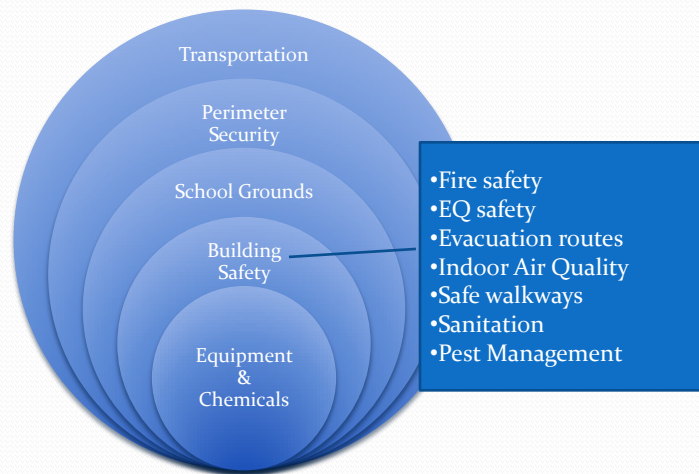 Transportation
Perimeter
Security
School Grounds
Building
Safety
Equipment
&
Chemicals
•Fire safety
•EQ safety
•Evacuation routes
•Indoor Air Quality
•Safe walkways
•Sanitation
•Pest Management